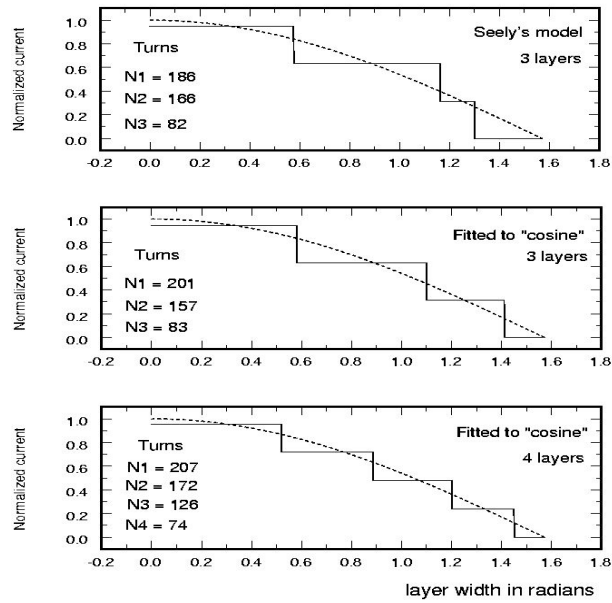 Normalized current
1.0
0.8
0.6
0.4
0.2
0.0
Seely's model
3 layers
Turns
N1 = 186
N2 = 166
N3 = 82
-0.2 0.0 0.2 0.4 0.6 0.8 1.0 1.2 1.4 1.6 1.8
Normalized current
1.0
0.8
0.6
0.4
0.2
0.0
Fitted to "cosine"
3 layers
Turns
N1 = 201
N2 = 157
N3 = 83
-0.2 0.0 0.2 0.4 0.6 0.8 1.0 1.2 1.4 1.6 1.8
Normalized current
1.0
0.8
0.6
0.4
0.2
0.0
Fitted to "cosine"
4 layers
Turns
N1 = 207
N2 = 172
N3 = 126
N4 = 74
-0.2 0.0 0.2 0.4 0.6 0.8 1.0 1.2 1.4 1.6 1.8
layer width in radians